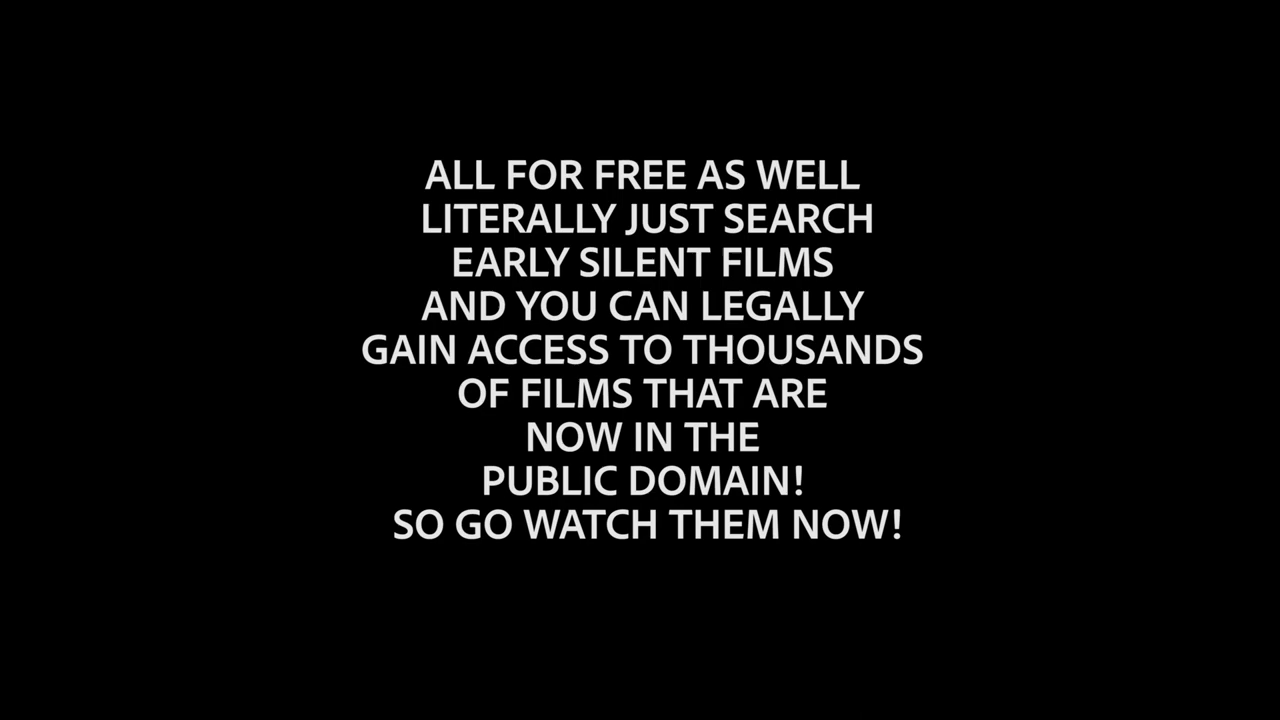 ALL FOR FREE AS WELL
LITERALLY JUST SEARCH
EARLY SILENT FILMS
AND YOU CAN LEGALLY
GAIN ACCESS TO THOUSANDS
OF FILMS THAT ARE
NOW IN THE
PUBLIC DOMAIN!
SO GO WATCH THEM NOW!